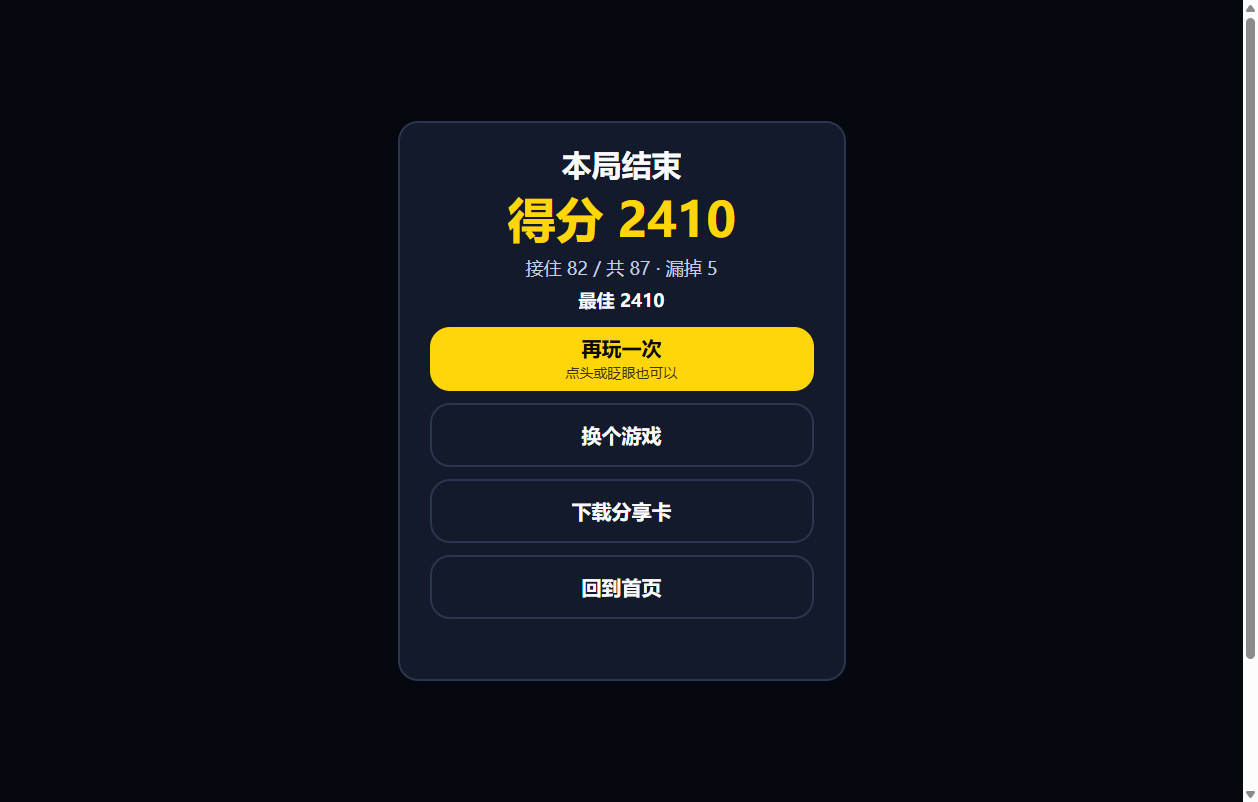 本局结束
得分 2410
接住 82 / 共 87 · 漏掉 5
最佳 2410
再玩一次
点头或眨眼也可以
换个游戏
下载分享卡
回到首页